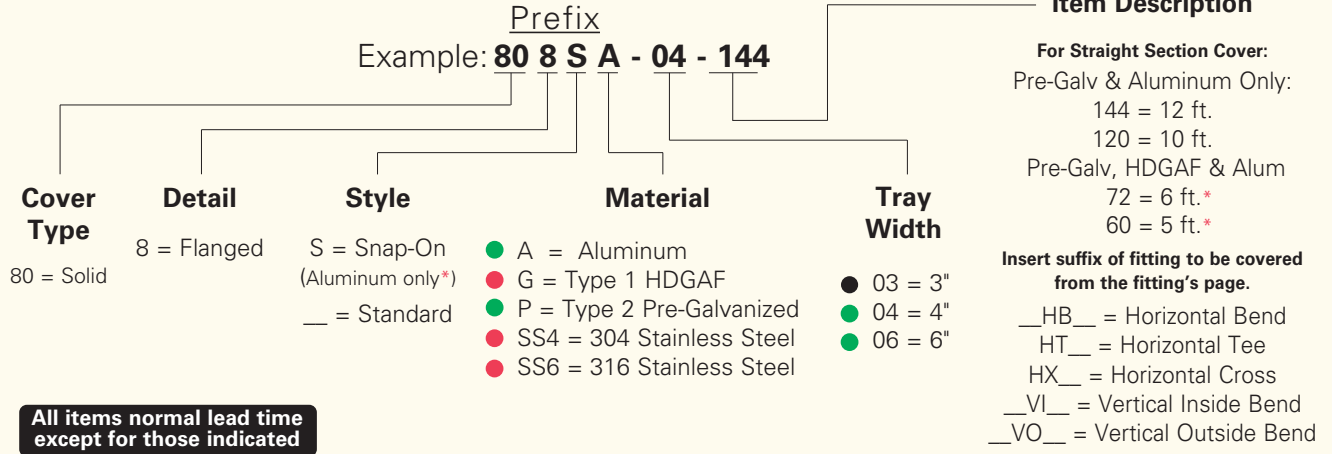 Prefix
Example: 80 8 S A - 04 - 144
Cover
Type
80 = Solid
Detail
8 = Flanged
Style
S = Snap-On
(Aluminum only*)
__ = Standard
Material
A = Aluminum
G = Type 1 HDGAF
P = Type 2 Pre-Galvanized
SS4 = 304 Stainless Steel
SS6 = 316 Stainless Steel
Tray
Width
03 = 3"
04 = 4"
06 = 6"
Item Description
For Straight Section Cover:
Pre-Galv & Aluminum Only:
144 = 12 ft.
120 = 10 ft.
Pre-Galv, HDGAF & Alum
72 = 6 ft.*
60 = 5 ft.*
Insert suffix of fitting to be covered
from the fitting's page.
__HB__ = Horizontal Bend
HT__ = Horizontal Tee
HX__ = Horizontal Cross
__VI__ = Vertical Inside Bend
__VO__ = Vertical Outside Bend
All items normal lead time
except for those indicated